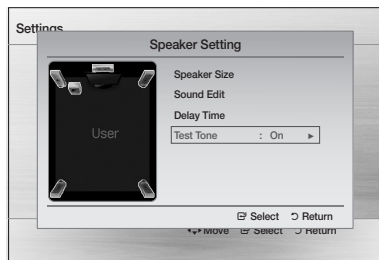 Settings
Speaker Setting
Speaker Size
Sound Edit
Delay Time
User
Test Tone : On ►
Select Return
Move Select Return